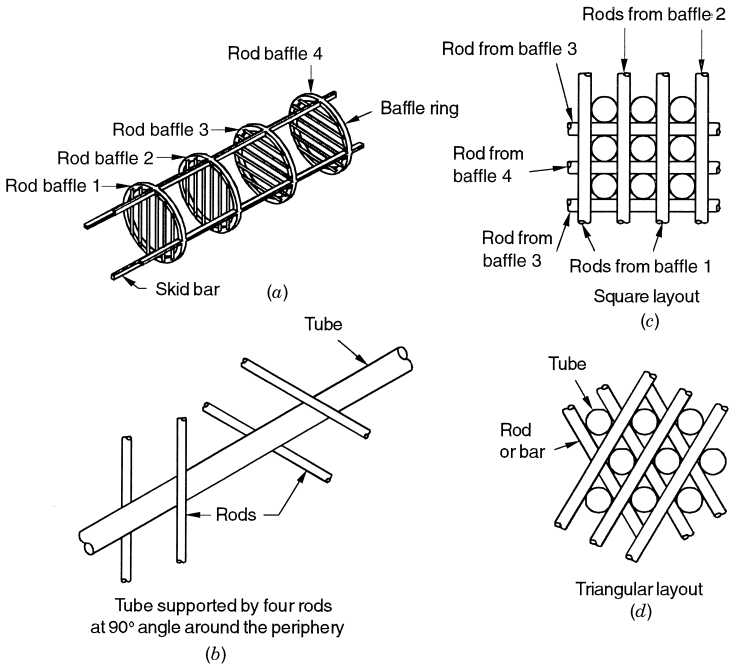 Rod baffle 4
Rod baffle 3
Baffle ring
Rod baffle 2
Rod baffle 1
Skid bar
(a)
Rods from baffle 2
Rod from baffle 3
Rod from
baffle 4
Rod from
baffle 3
Rods from baffle 1
Square layout
(c)
Tube
Rods
Tube supported by four rods
at 90° angle around the periphery
(b)
Tube
Rod
or bar
Triangular layout
(d)